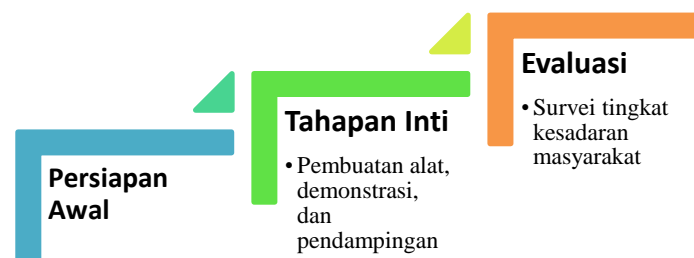 Persiapan
Awal
Tahapan Inti
• Pembuatan alat,
demonstrasi,
dan
pendampingan
Evaluasi
• Survei tingkat
kesadaran
masyarakat